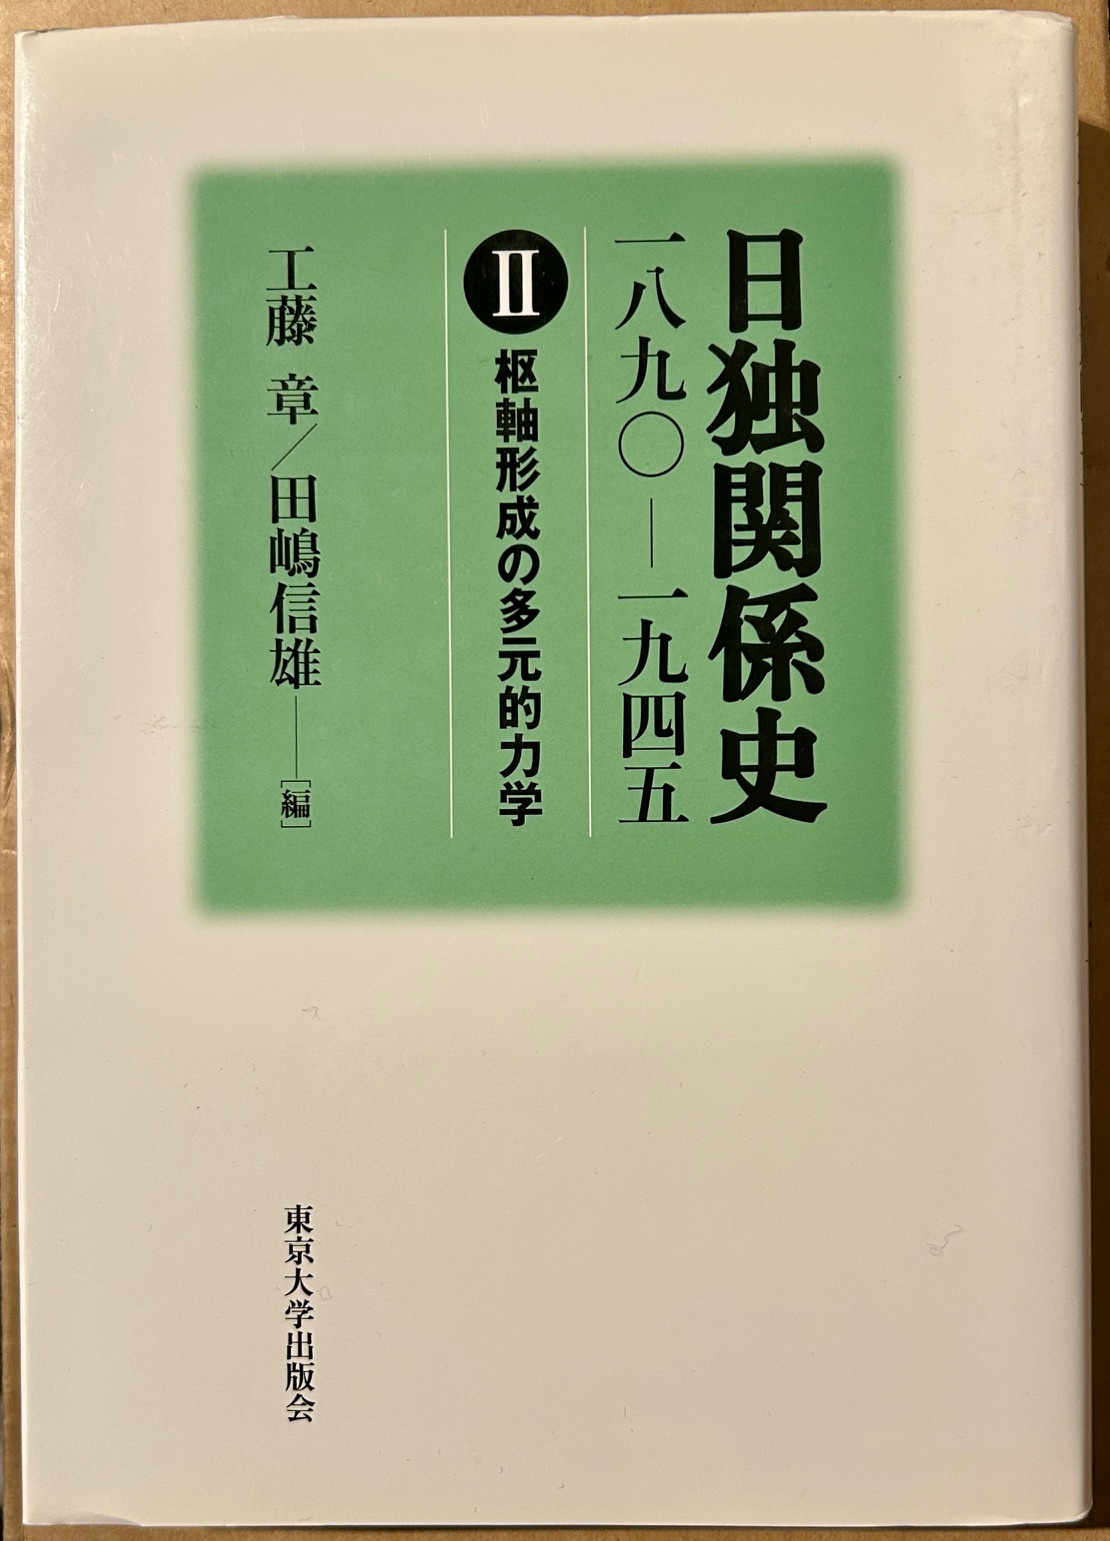 日独関係史
一八九〇―一九四五
II 枢軸形成の多元的力学
工藤 章／田嶋信雄――[編]
東京大学出版会